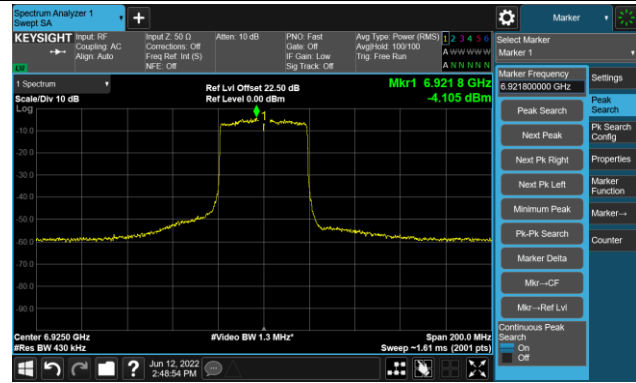 Spectrum Analyzer 1
Swept SA
+
Marker
KEYSIGHT
Input: RF
Coupling: AC
Align: Auto
Input Z: 50 Ω
Corrections: Off
Freq Ref: Int (S)
NFE: Off
Atten: 10 dB
PNO: Fast
Gate: Off
IF Gain: Low
Sig Track: Off
Avg Type: Power (RMS)
Avg|Hold: 100/100
Trig: Free Run
1 2 3 4 5 6
A W W W W W
A N N N N N
LXI
Select Marker
Marker 1
1 Spectrum
Scale/Div 10 dB
Log
Ref Lvl Offset 22.50 dB
Ref Level 0.00 dBm
Mkr1 6.921 8 GHz
-4.105 dBm
1
-10.0
-20.0
-30.0
-40.0
-50.0
-60.0
-70.0
-80.0
-90.0
Center 6.9250 GHz
#Res BW 430 kHz
#Video BW 1.3 MHz*
Span 200.0 MHz
Sweep ~1.61 ms (2001 pts)
Marker Frequency
6.921800000 GHz
Peak Search
Next Peak
Next Pk Right
Next Pk Left
Minimum Peak
Pk-Pk Search
Marker Delta
Mkr→CF
Mkr→Ref Lvl
Continuous Peak
Search
On
Off
Settings
Peak
Search
Pk Search
Config
Properties
Marker
Function
Marker→
Counter
?
Jun 12, 2022
2:48:54 PM